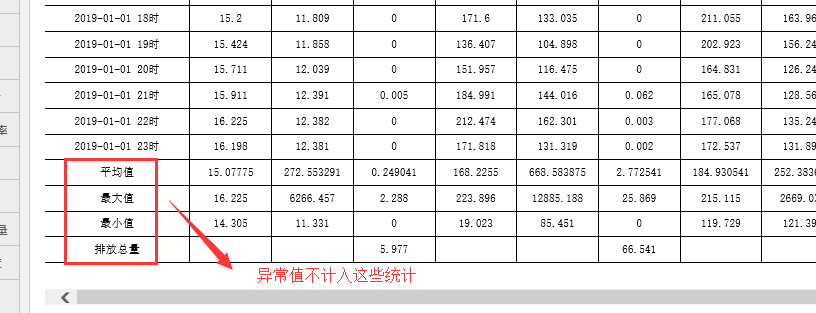 2019-01-01 18时 15.2 11.809 0 171.6 133.035 0 211.055 163.96
2019-01-01 19时 15.424 11.858 0 136.407 104.898 0 202.923 156.24
2019-01-01 20时 15.711 12.039 0 151.957 116.475 0 164.831 126.24
2019-01-01 21时 15.911 12.391 0.005 184.991 144.016 0.062 165.078 128.56
2019-01-01 22时 16.225 12.382 0 212.474 162.301 0.003 177.068 135.24
率 2019-01-01 23时 16.198 12.381 0 171.818 131.319 0.002 172.537 131.89
平均值 15.07775 272.553291 0.249041 168.2255 668.583875 2.772541 184.930541 252.3836
最大值 16.225 6266.457 2.288 223.896 12885.188 25.869 215.115 2669.03
量 最小值 14.305 11.331 0 19.023 85.451 0 119.729 121.39
排放总量 5.977 66.541
异常值不计入这些统计